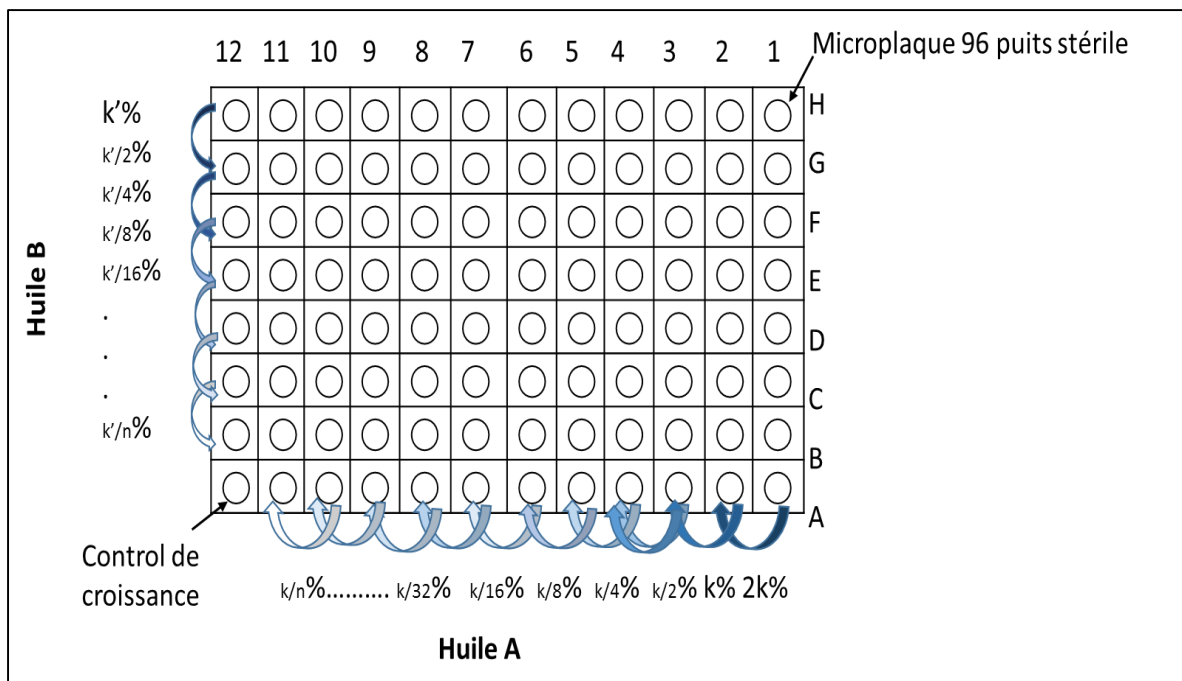 12 11 10 9 8 7 6 5 4 3 2 1
Microplaque 96 puits stérile
k'%
k'/2%
k'/4%
k'/8%
k'/16%
.
.
.
k'/n%
Huile B
H
G
F
E
D
C
B
A
Control de
croissance
k/n%.......... k/32% k/16% k/8% k/4% k/2% k% 2k%
Huile A